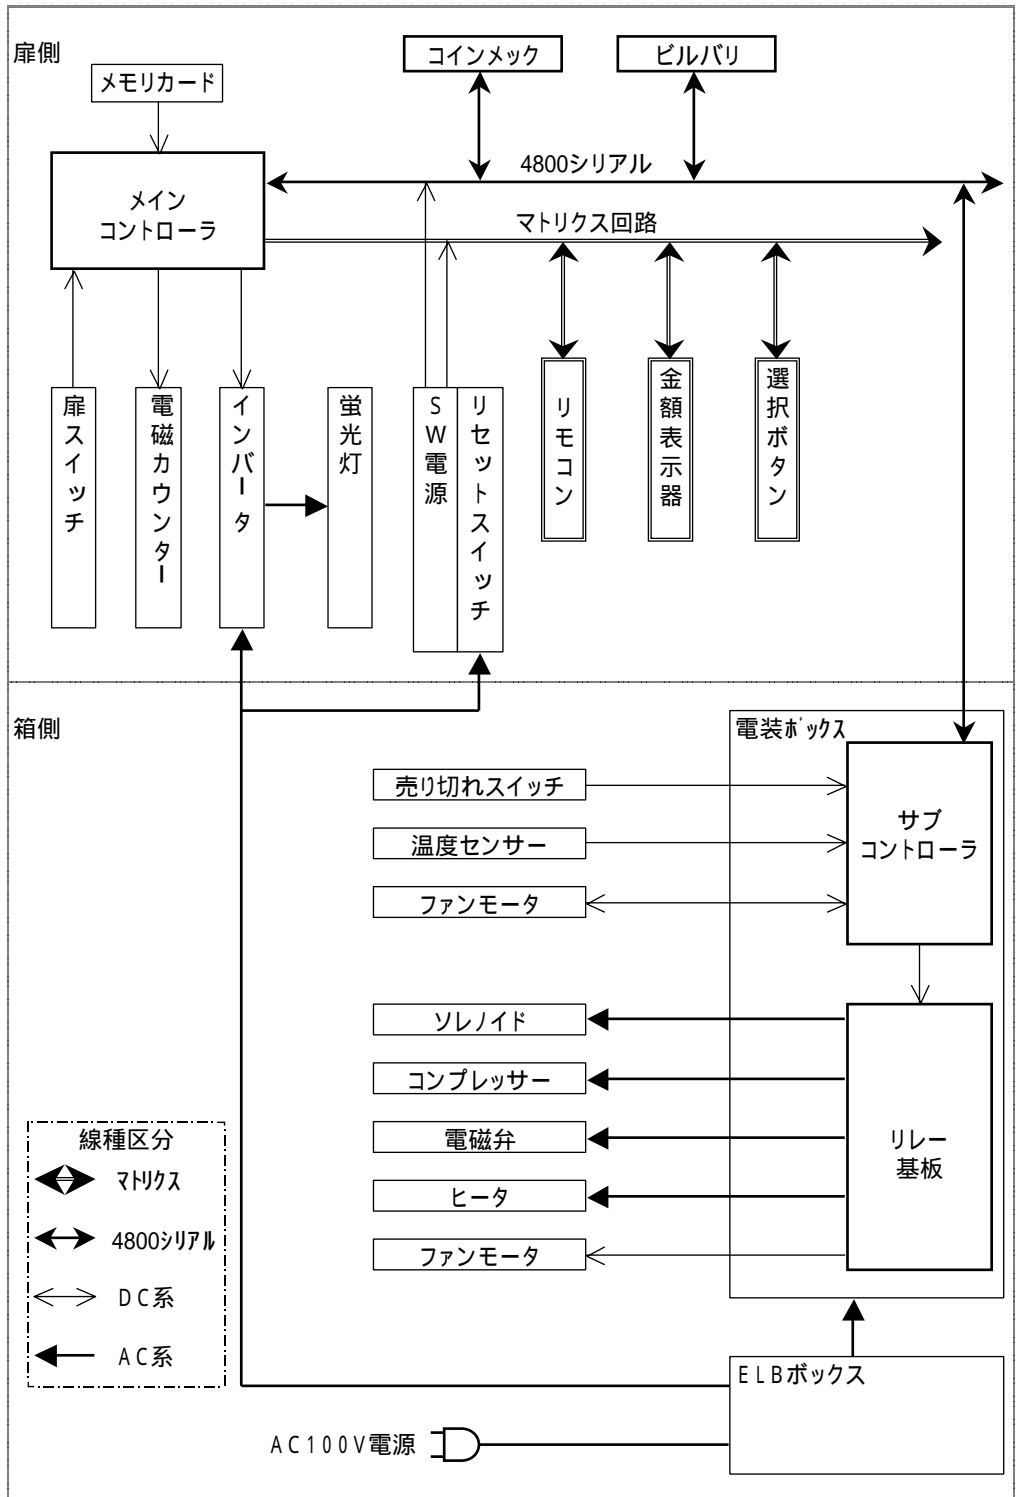 扉側
コインメック
ビルバリ
メモリカード
4800シリアル
メイン
コントローラ
マトリクス回路
扉スイッチ
電磁カウンター
インバータ
蛍光灯
SW電源
リセットスイッチ
リモコン
金額表示器
選択ボタン
箱側
電装ボックス
売り切れスイッチ
サブ
コントローラ
温度センサー
ファンモータ
ソレノイド
コンプレッサー
電磁弁
リレー
基板
ヒータ
ファンモータ
線種区分
マトリクス
4800シリアル
DC系
AC系
ELBボックス
AC100V電源